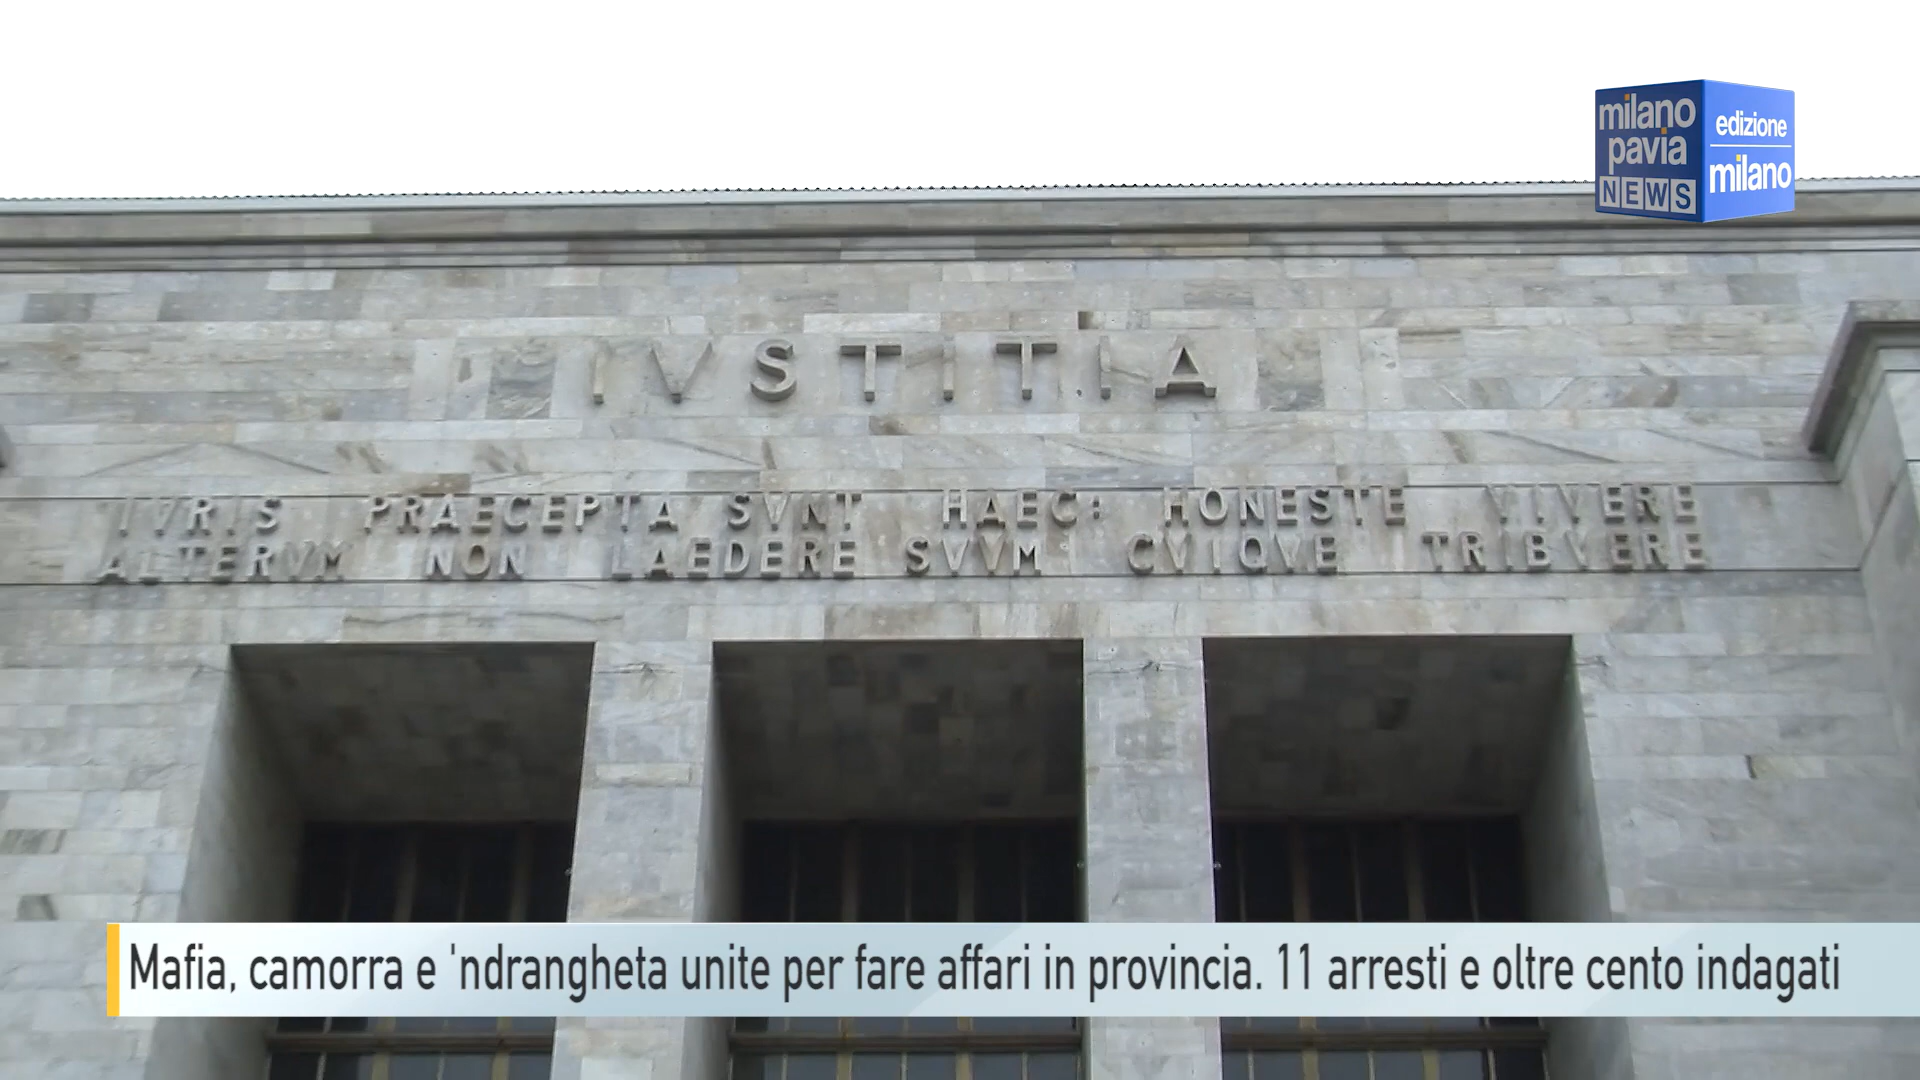 milano
pavia
NEWS
edizione
milano
IVSTITIA
IVRIS PRAECEPTA SVNT HAEC: HONESTE VIVERE
ALTERVM NON LAEDERE SVVM CVIQVE TRIBVERE
Mafia, camorra e 'ndrangheta unite per fare affari in provincia. 11 arresti e oltre cento indagati